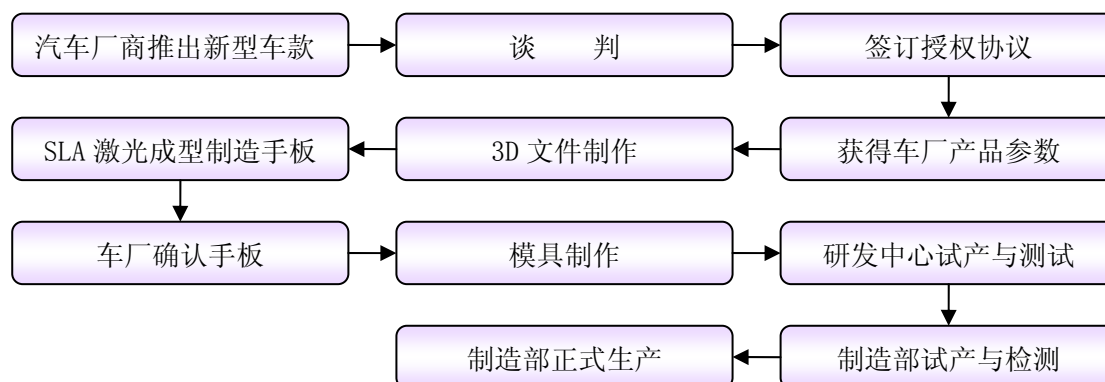 汽车厂商推出新型车款
谈 判
签订授权协议
获得车厂产品参数
3D 文件制作
SLA 激光成型制造手板
车厂确认手板
模具制作
研发中心试产与测试
制造部试产与检测
制造部正式生产